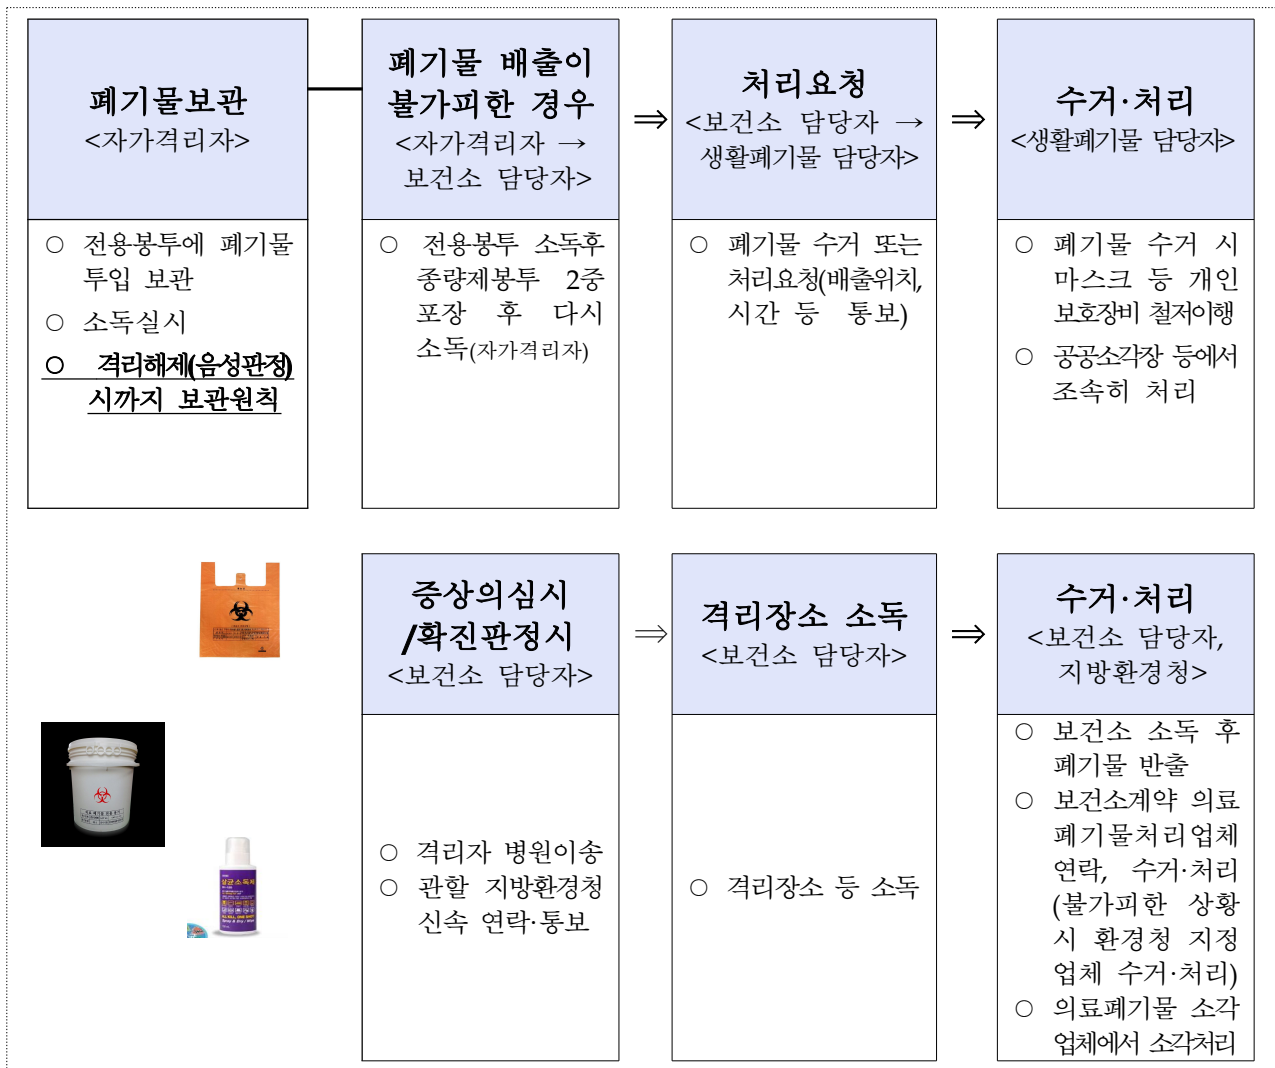 폐기물보관
<자가격리자>
○ 전용봉투에 폐기물
투입 보관
○ 소독실시
○ 격리해제(음성판정)
시까지 보관원칙
폐기물 배출이
불가피한 경우
<자가격리자 →
보건소 담당자>
○ 전용봉투 소독후
종량제봉투 2중
포장 후 다시
소독(자가격리자)
⇒
처리요청
<보건소 담당자 →
생활폐기물 담당자>
○ 폐기물 수거 또는
처리요청(배출위치,
시간 등 통보)
⇒
수거·처리
<생활폐기물 담당자>
○ 폐기물 수거 시
마스크 등 개인
보호장비 철저이행
○ 공공소각장 등에서
조속히 처리
살균소독제
증상의심시
/확진판정시
<보건소 담당자>
○ 격리자 병원이송
○ 관할 지방환경청
신속 연락·통보
⇒
격리장소 소독
<보건소 담당자>
○ 격리장소 등 소독
⇒
수거·처리
<보건소 담당자,
지방환경청>
○ 보건소 소독 후
폐기물 반출
○ 보건소계약 의료
폐기물처리업체
연락, 수거·처리
(불가피한 상황
시 환경청 지정
업체 수거·처리)
○ 의료폐기물 소각
업체에서 소각처리